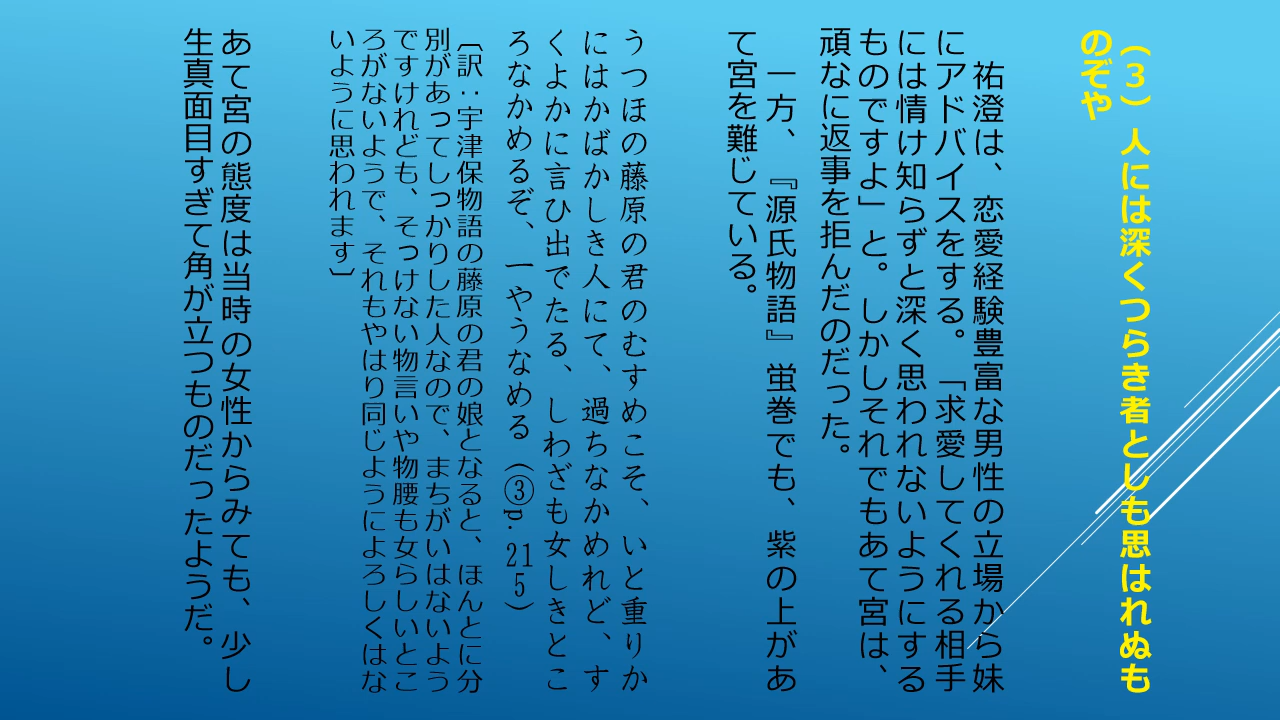 （３）人には深くつらき者としも思はれぬも
のぞや
祐澄は、恋愛経験豊富な男性の立場から妹
にアドバイスをする。「求愛してくれる相手
には情け知らずと深く思われないようにする
ものですよ」と。しかしそれでもあて宮は、
頑なに返事を拒んだのだった。
一方、『源氏物語』蛍巻でも、紫の上があ
て宮を難じている。
うつほの藤原の君のむすめこそ、いと重りか
にはかばかしき人にて、過ちなかめれど、す
くよかに言ひ出でたる、しわざも女しきとこ
ろなかめるぞ、一やうなめる（③p.21
5）
〔訳：宇津保物語の藤原の君の娘となると、ほんとに分
別があってしっかりした人なので、まちがいはないよう
ですけれども、そっけない物言いや物腰も女らしいとこ
ろがないようで、それもやはり同じようによろしくはな
いように思われます〕
あて宮の態度は当時の女性からみても、少し
生真面目すぎて角が立つものだったようだ。